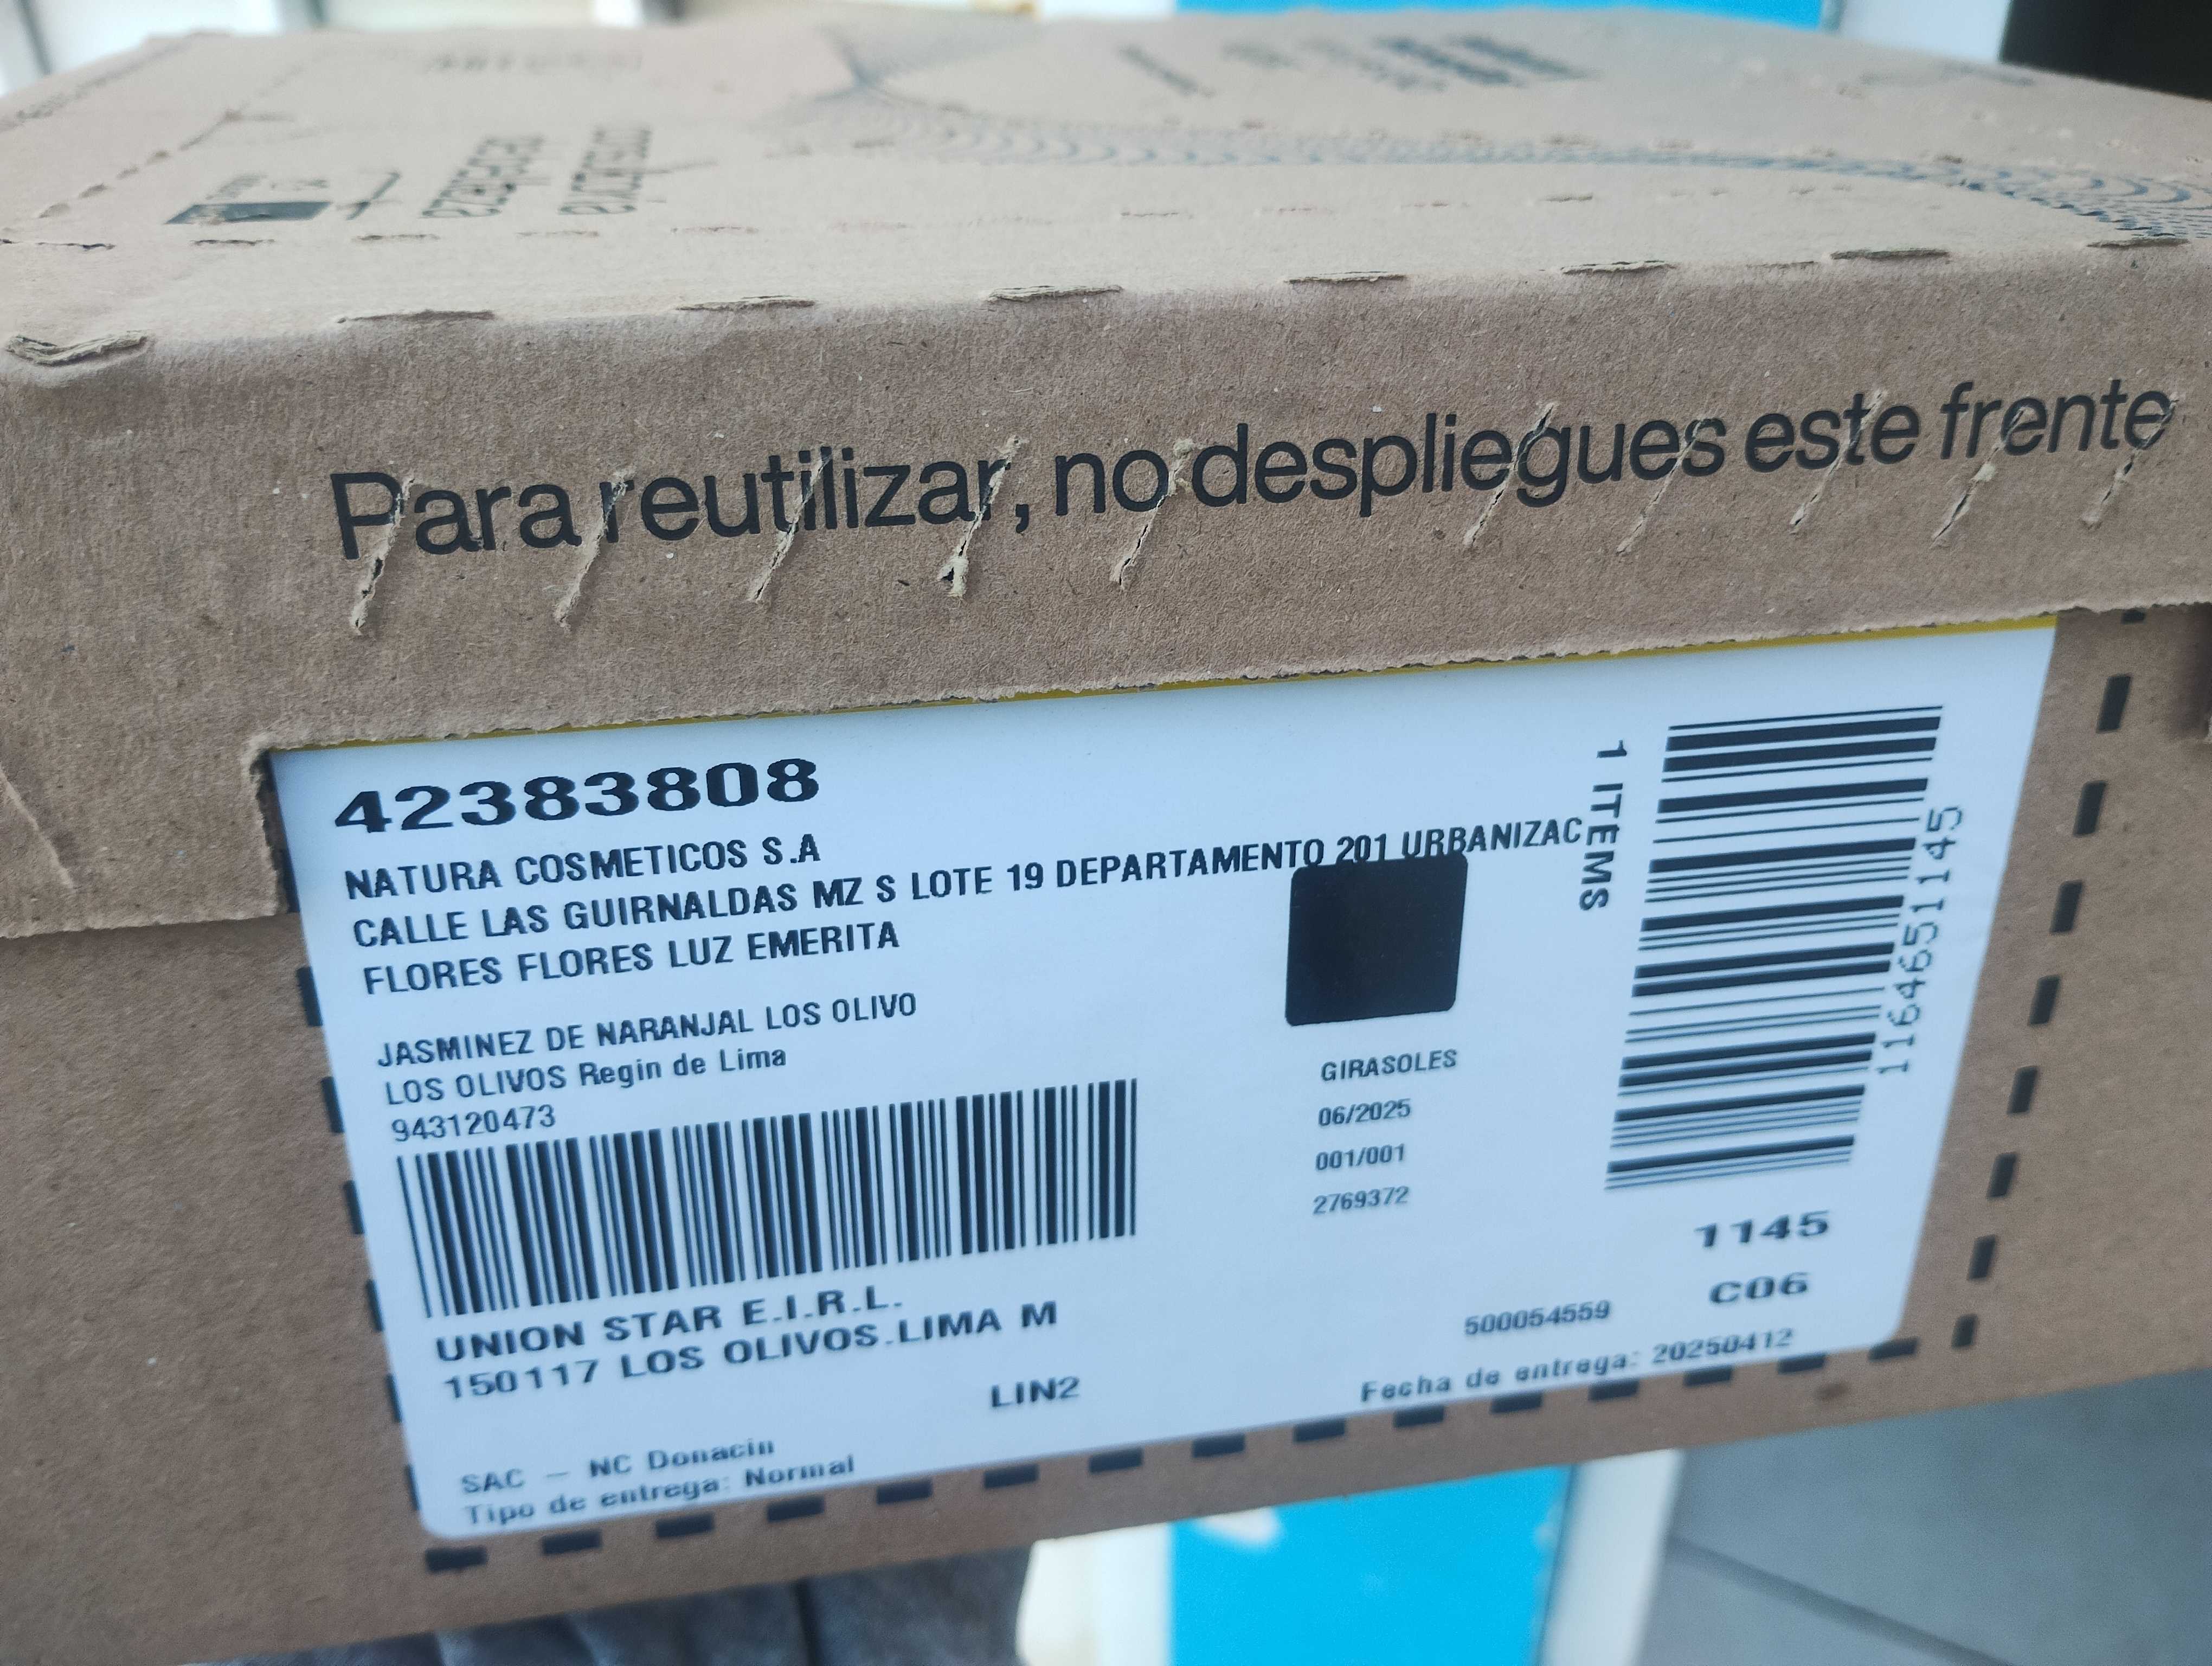 Para reutilizar, no despliegues este frente
42383808
NATURA COSMETICOS S.A
CALLE LAS GUIRNALDAS MZ S LOTE 19 DEPARTAMENTO 201 URBANIZAC
FLORES FLORES LUZ EMERITA
JASMINEZ DE NARANJAL LOS OLIVO
LOS OLIVOS Regin de Lima
943120473
UNION STAR E.I.R.L.
150117 LOS OLIVOS.LIMA M
LIN2
SAC - NC Donacin
Tipo de entrega: Normal
GIRASOLES
06/2025
001/001
2769372
1 ITEMS
1164651145
1145
C06
500054559
Fecha de entrega: 20250412